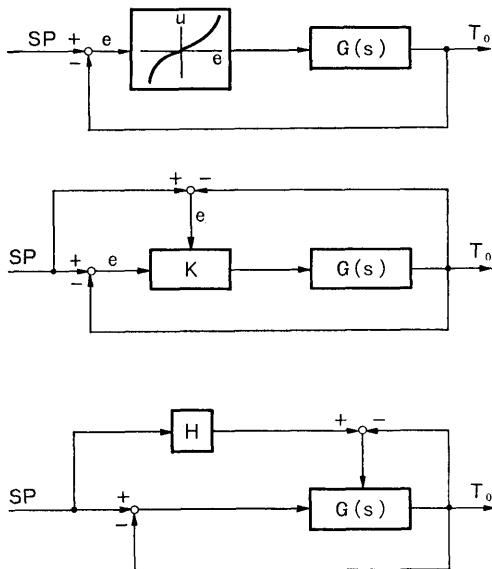 u
SP + e e G(s) T₀
−
+ −
e
SP + e K G(s) T₀
−
H + −
SP + G(s) T₀
−